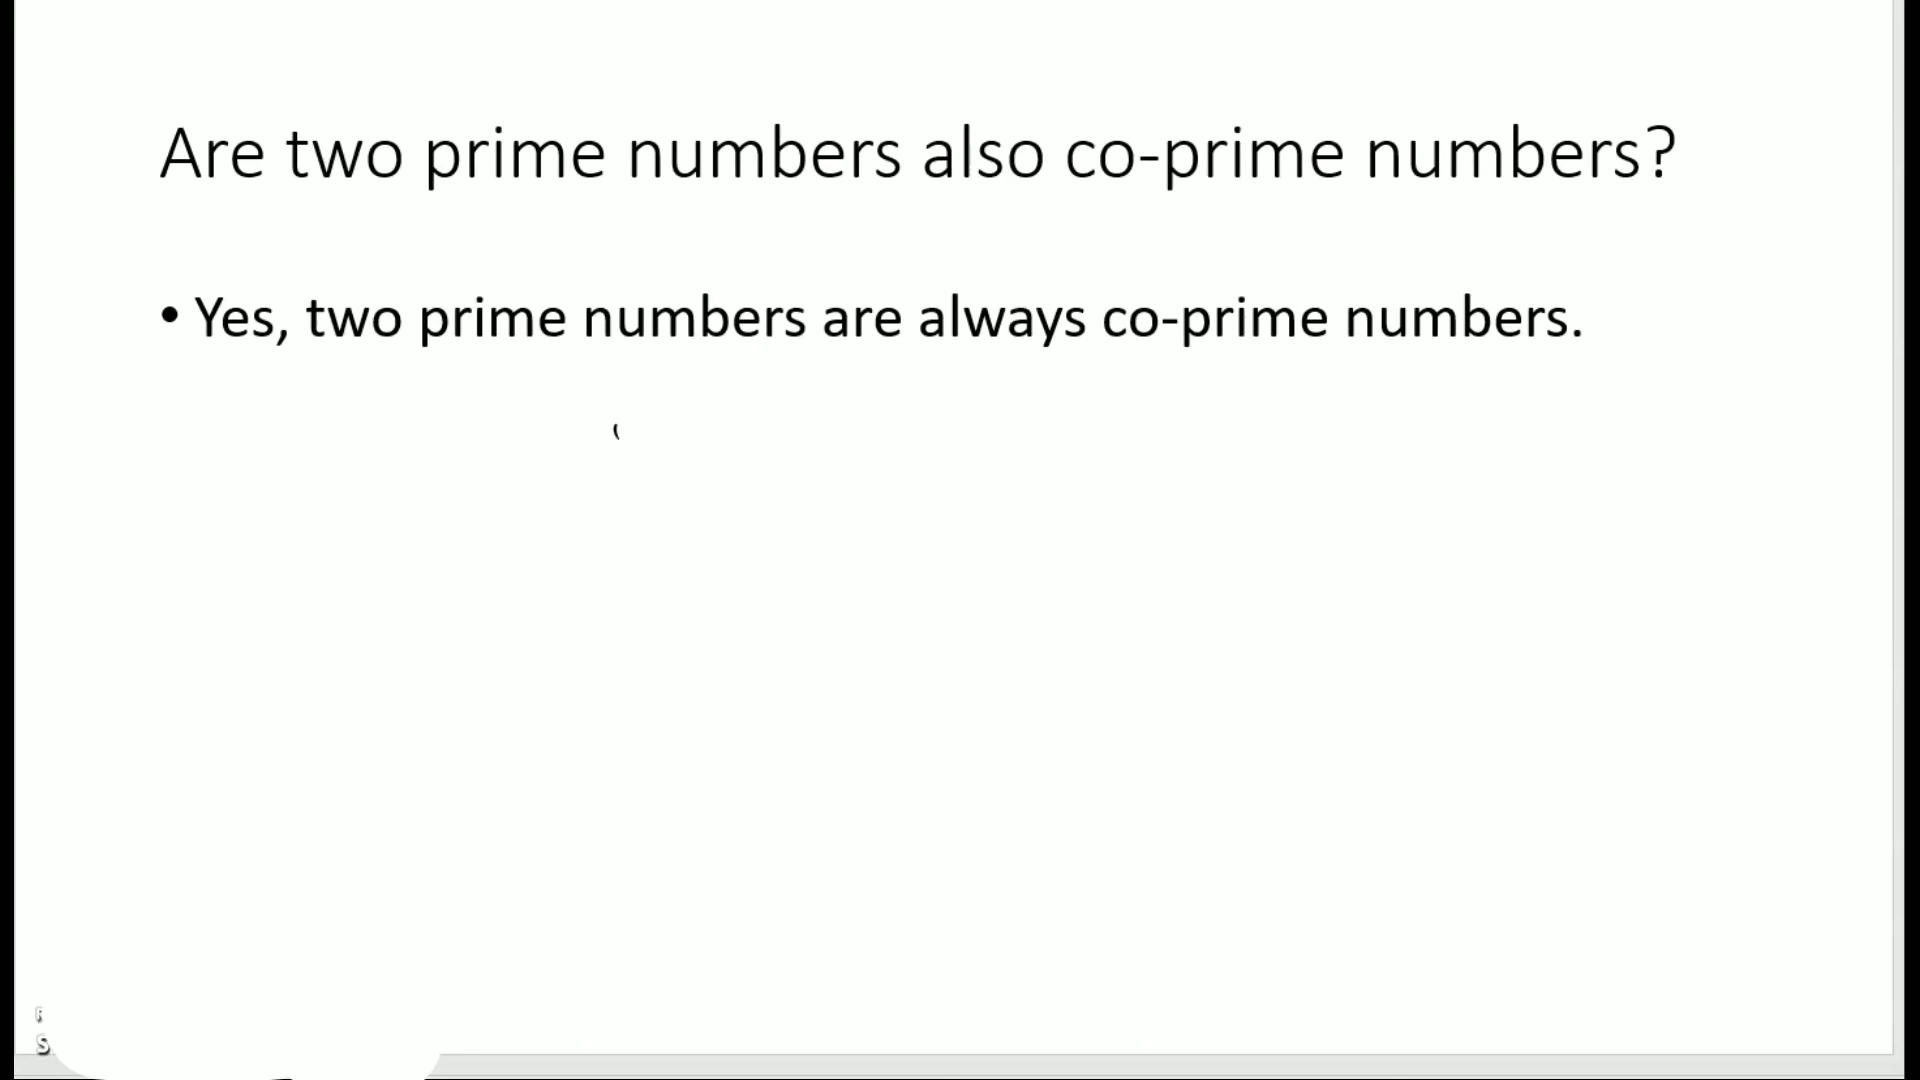 Are two prime numbers also co-prime numbers?
• Yes, two prime numbers are always co-prime numbers.
S